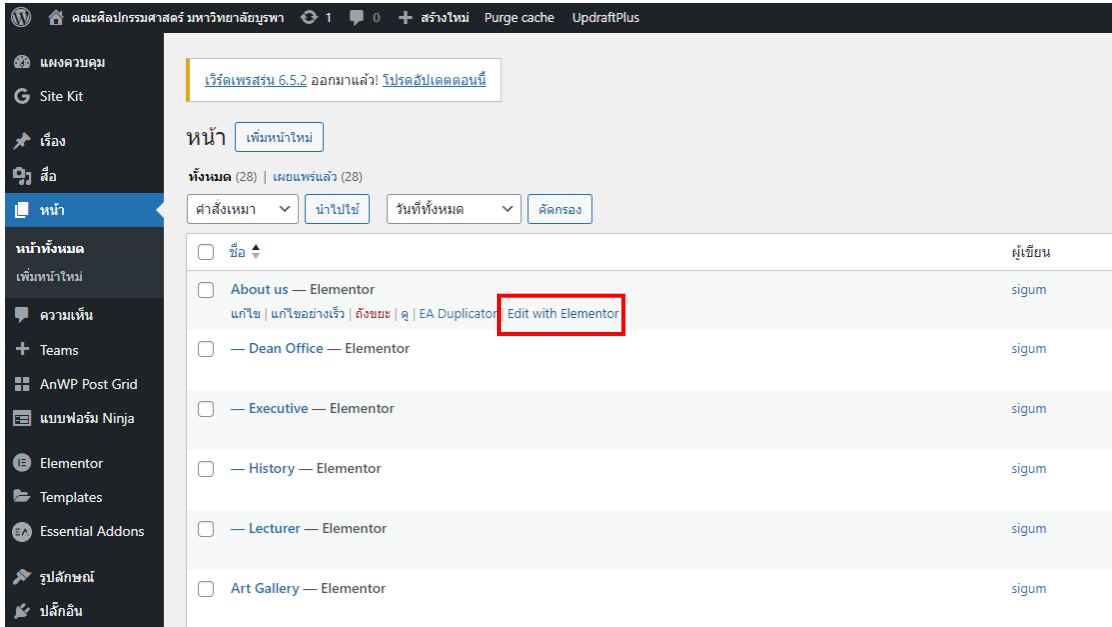 คณะศิลปกรรมศาสตร์ มหาวิทยาลัยบูรพา 1 0 สร้างใหม่ Purge cache UpdraftPlus
แผงควบคุม
Site Kit
เรื่อง
สื่อ
หน้า
หน้าทั้งหมด
เพิ่มหน้าใหม่
ความเห็น
Teams
AnWP Post Grid
แบบฟอร์ม Ninja
Elementor
Templates
Essential Addons
รูปลักษณ์
ปลั๊กอิน
เวิร์ดเพรสรุ่น 6.5.2 ออกมาแล้ว! โปรดอัปเดตตอนนี้
หน้า เพิ่มหน้าใหม่
ทั้งหมด (28) | เผยแพร่แล้ว (28)
คำสั่งเหมา นำไปใช้ วันที่ทั้งหมด คัดกรอง
ชื่อ ผู้เขียน
About us — Elementor sigum
แก้ไข | แก้ไขอย่างเร็ว | ถังขยะ | ดู | EA Duplicator | Edit with Elementor
— Dean Office — Elementor sigum
— Executive — Elementor sigum
— History — Elementor sigum
— Lecturer — Elementor sigum
Art Gallery — Elementor sigum